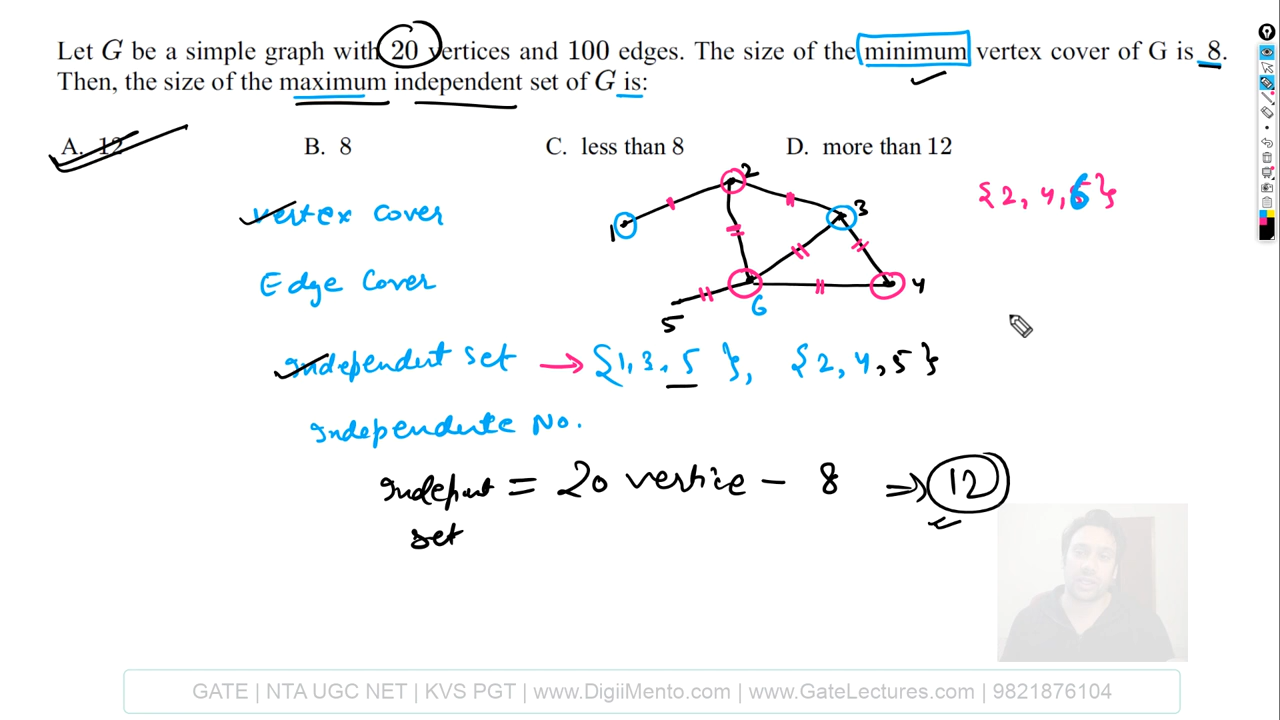 Let G be a simple graph with 20 vertices and 100 edges. The size of the minimum vertex cover of G is 8.
Then, the size of the maximum independent set of G is:
A. 12 B. 8 C. less than 8 D. more than 12
Vertex Cover
Edge Cover
1 2 3 4 5 6
{2, 4, 6}
Independent set → {1, 3, 5}, {2, 4, 5}
Independente No.
= 20 vertice - 8 ⇒ 12
set
GATE | NTA UGC NET | KVS PGT | www.DigiiMento.com | www.GateLectures.com | 9821876104